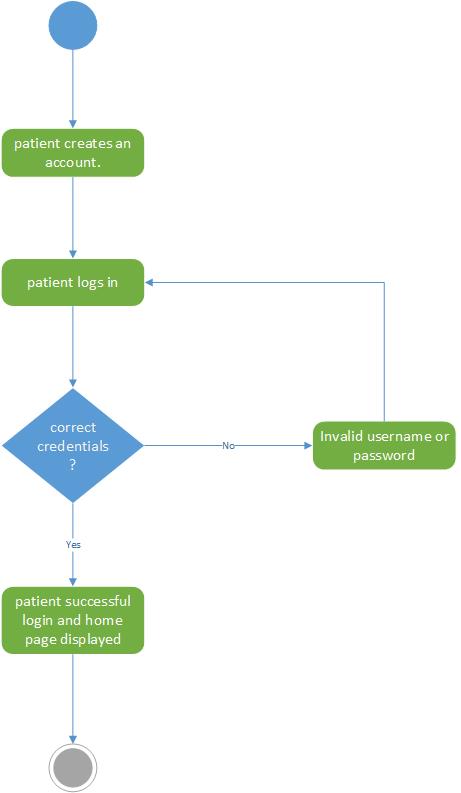 patient creates an
account.
patient logs in
correct
credentials
?
No
Invalid username or
password
Yes
patient successful
login and home
page displayed